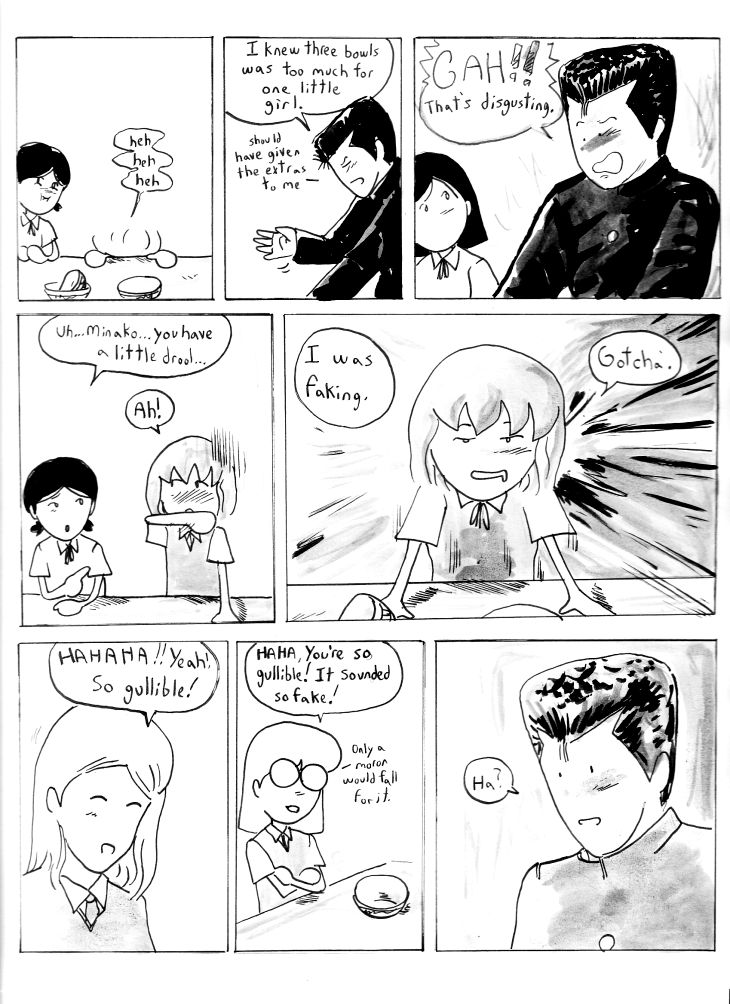 heh
heh
heh
I knew three bowls
was too much for
one little
girl.
should
have given
the extras
to me
GAH!!
That's disgusting.
Uh...Minako...you have
a little drool...
Ah!
I was
faking.
Gotcha.
HAHAHA!! Yeah!
So gullible!
HAHA, You're so
gullible! It sounded
so fake!
Only a
moron
would fall
for it.
Ha?